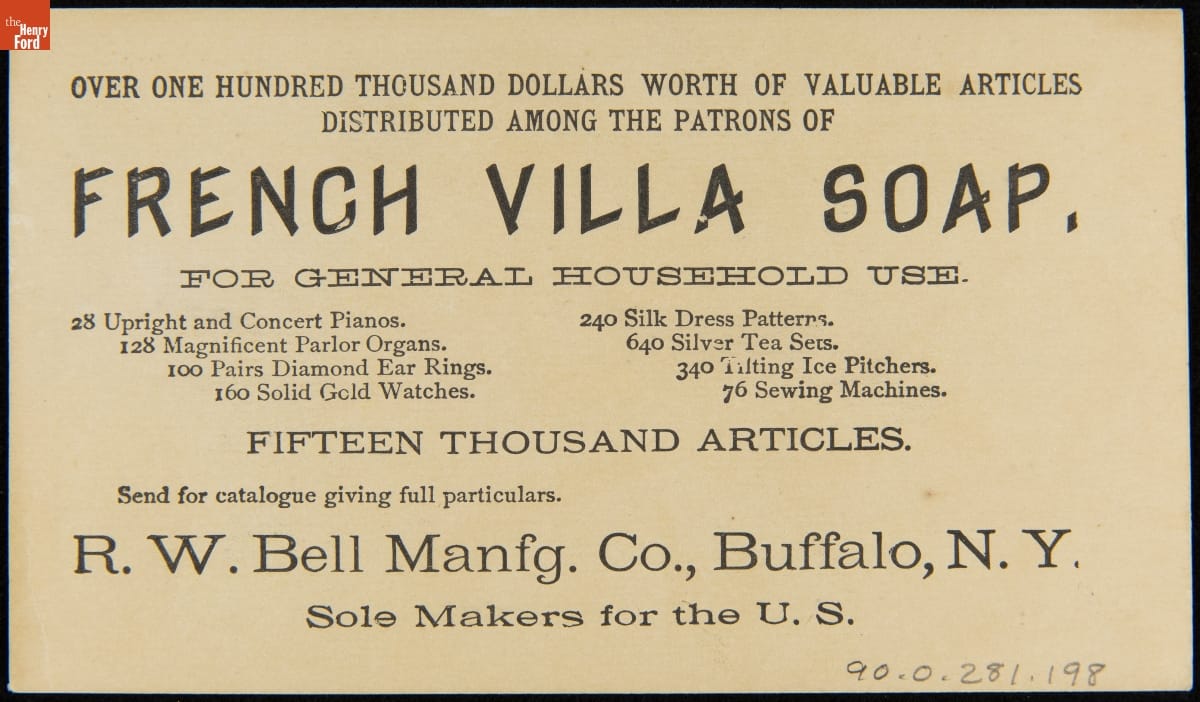 the
Henry
Ford
OVER ONE HUNDRED THOUSAND DOLLARS WORTH OF VALUABLE ARTICLES
DISTRIBUTED AMONG THE PATRONS OF
FRENCH VILLA SOAP.
FOR GENERAL HOUSEHOLD USE.
28 Upright and Concert Pianos.
128 Magnificent Parlor Organs.
100 Pairs Diamond Ear Rings.
160 Solid Gold Watches.
240 Silk Dress Patterns.
640 Silver Tea Sets.
340 Tilting Ice Pitchers.
76 Sewing Machines.
FIFTEEN THOUSAND ARTICLES.
Send for catalogue giving full particulars.
R. W. Bell Manfg. Co., Buffalo, N. Y.
Sole Makers for the U. S.
90.0.281.198